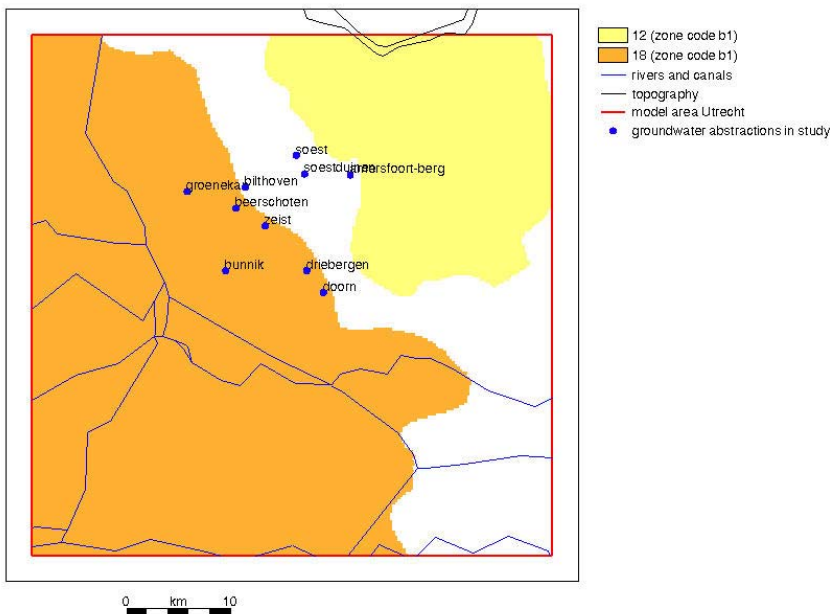 12 (zone code b1)
18 (zone code b1)
rivers and canals
topography
model area Utrecht
groundwater abstractions in study
soest
soestduinen
amersfoort-berg
groenekan
bilthoven
beerschoten
zeist
bunnik
driebergen
doorn
0 km 10